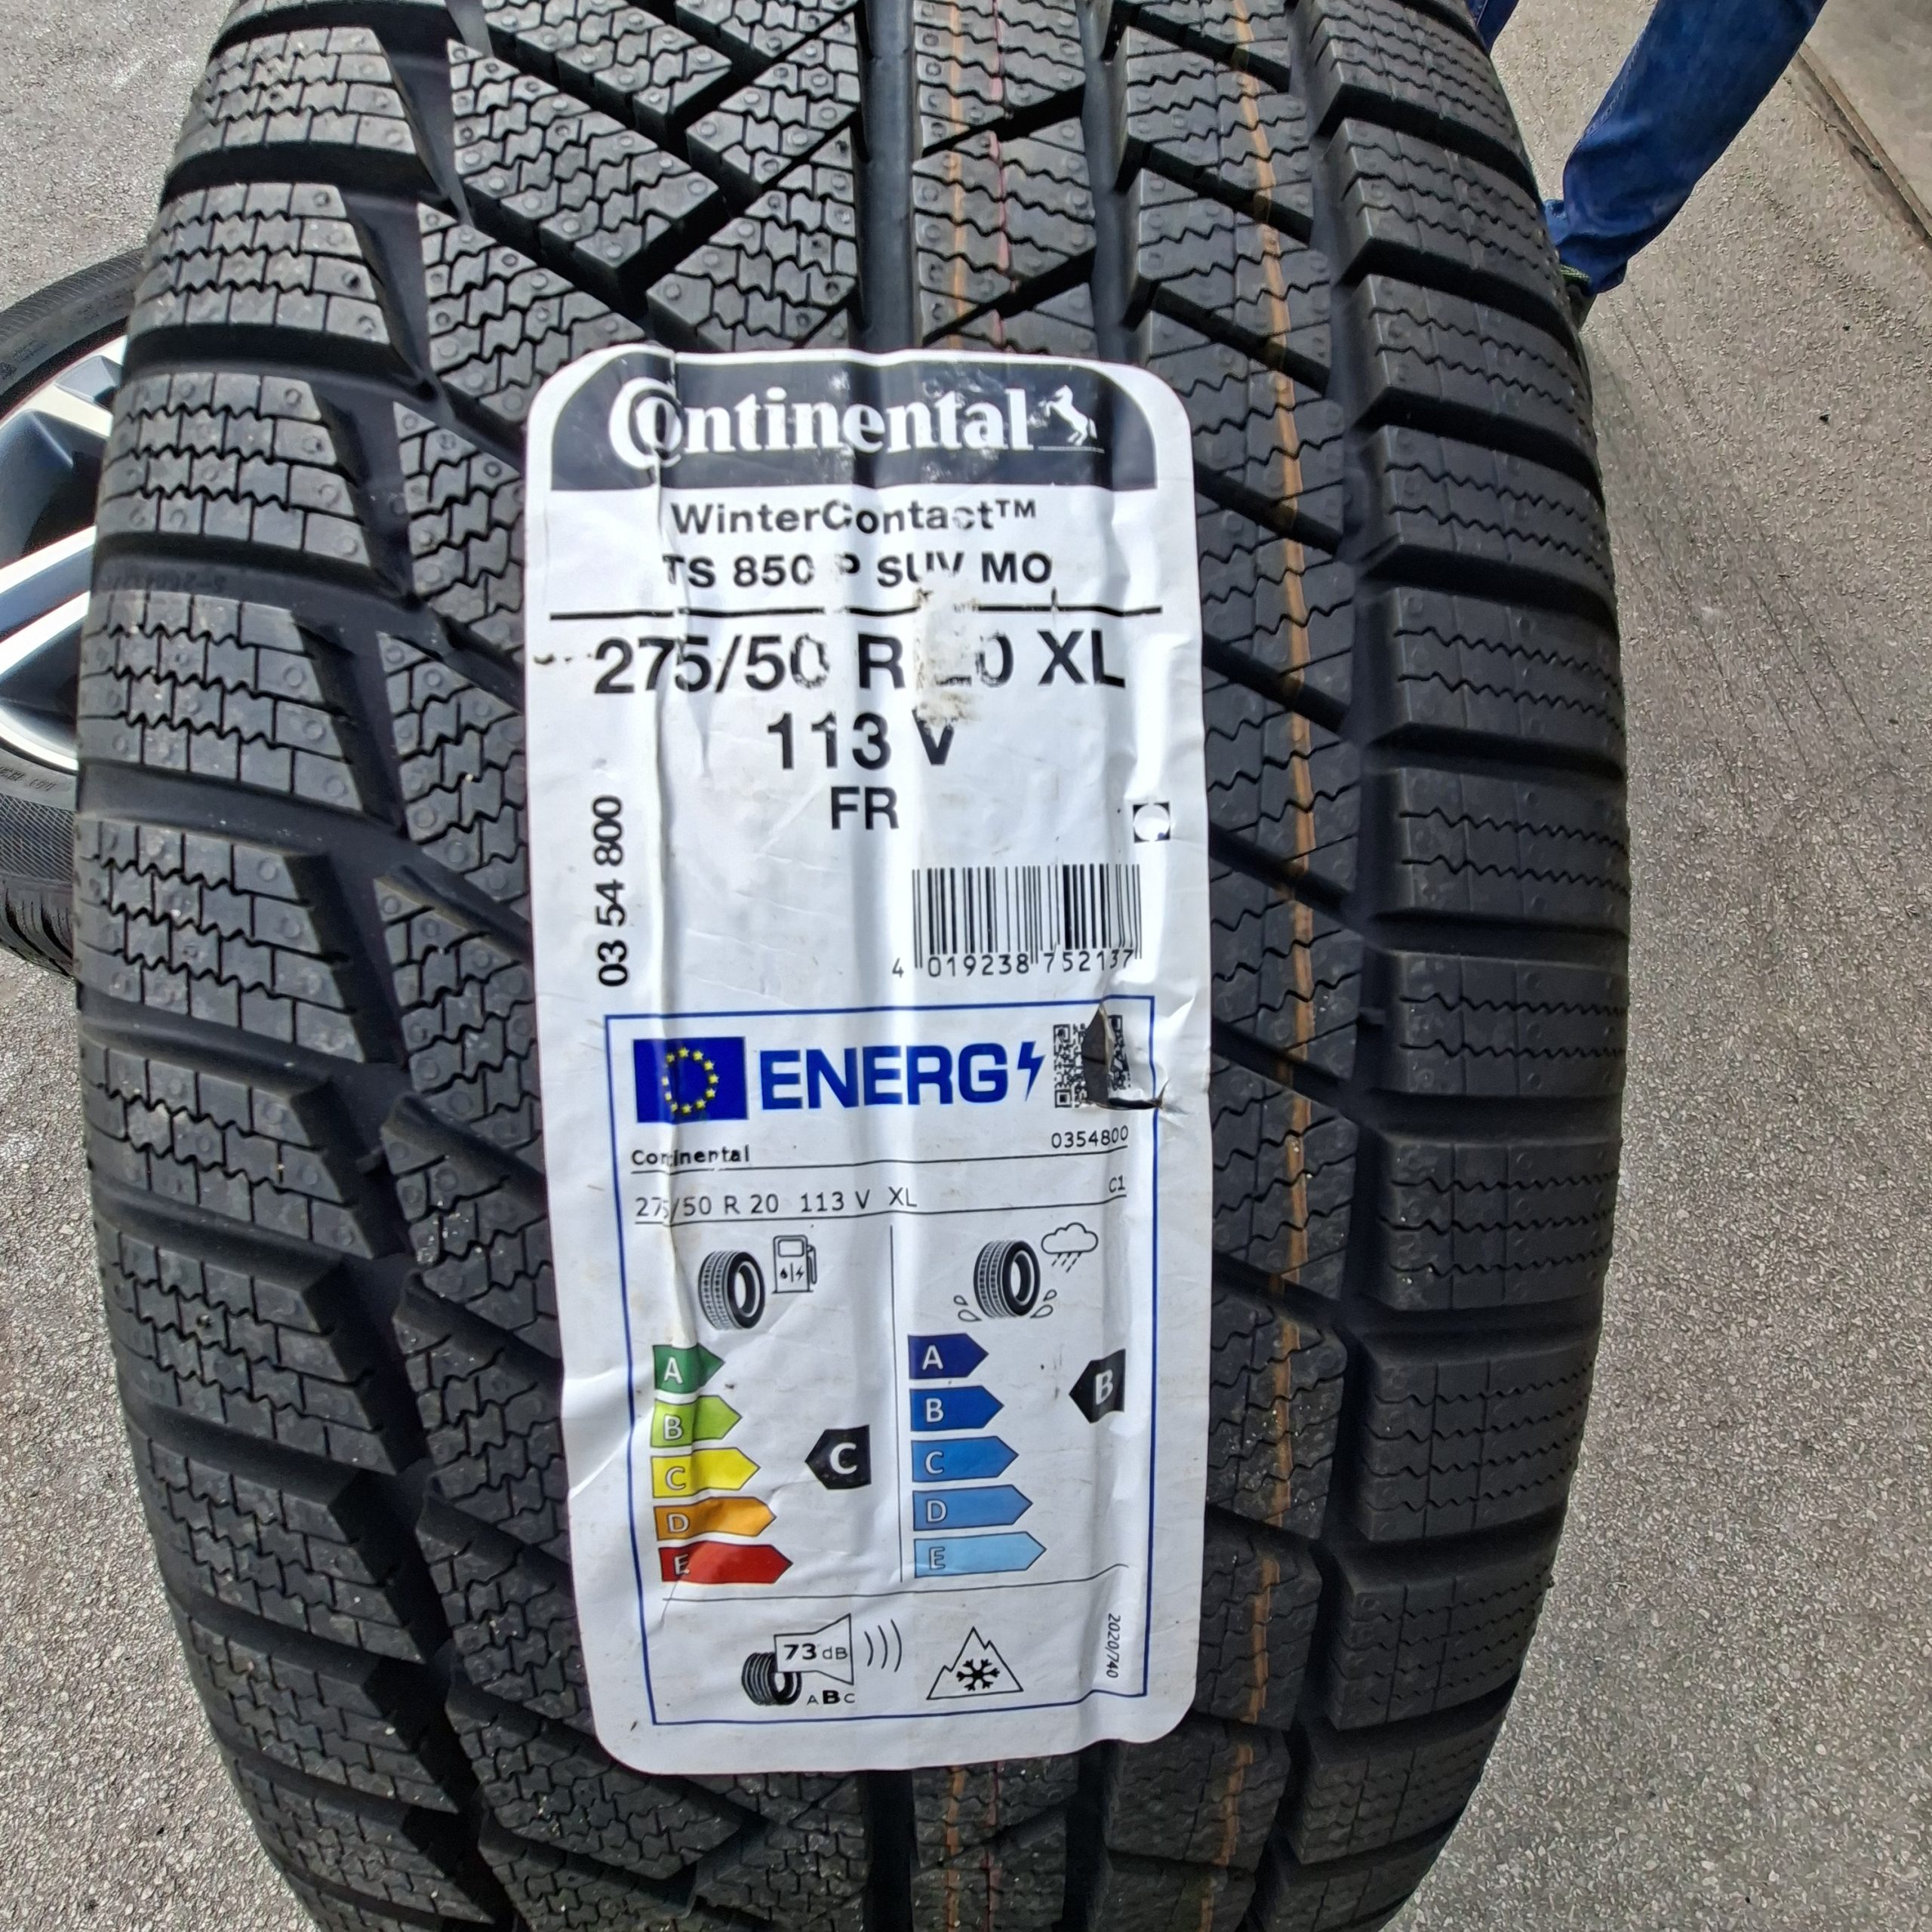 Continental
WinterContact™
TS 850 P SUV MO
275/50 R 20 XL
113 V
FR
03 54 800
4 019238 752137
ENERG
Continental
0354800
275/50 R 20 113 V XL
C1
A
B
C
D
E
C
A
B
C
D
E
B
73 dB
ABC
2020/740